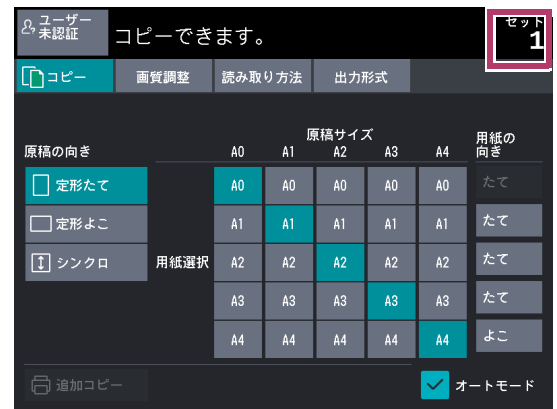 ユーザー
未認証
コピーできます。
セット
1
コピー
画質調整
読み取り方法
出力形式
原稿サイズ
用紙の
向き
原稿の向き
A0 A1 A2 A3 A4
定形たて
A0 A0 A0 A0 A0
たて
定形よこ
A1 A1 A1 A1 A1
たて
シンクロ
用紙選択
A2 A2 A2 A2 A2
たて
A3 A3 A3 A3 A3
たて
A4 A4 A4 A4 A4
よこ
追加コピー
オートモード